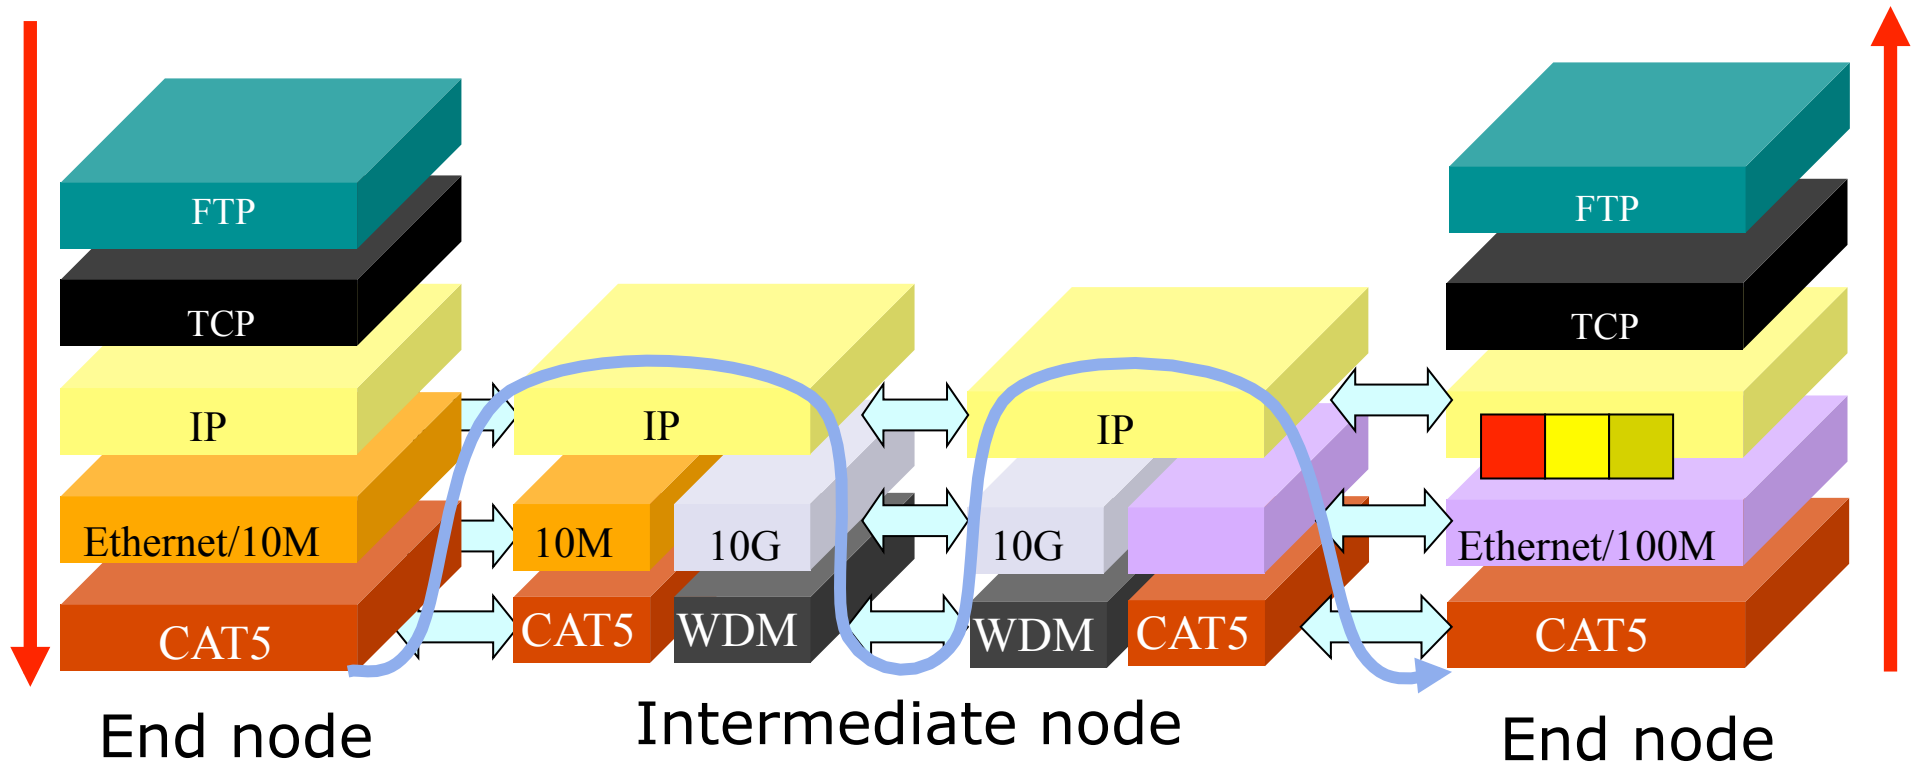 FTP
TCP
IP
Ethernet/10M
CAT5
End node
IP
10M
10G
CAT5
WDM
IP
10G
WDM
CAT5
Intermediate node
FTP
TCP
Ethernet/100M
CAT5
End node